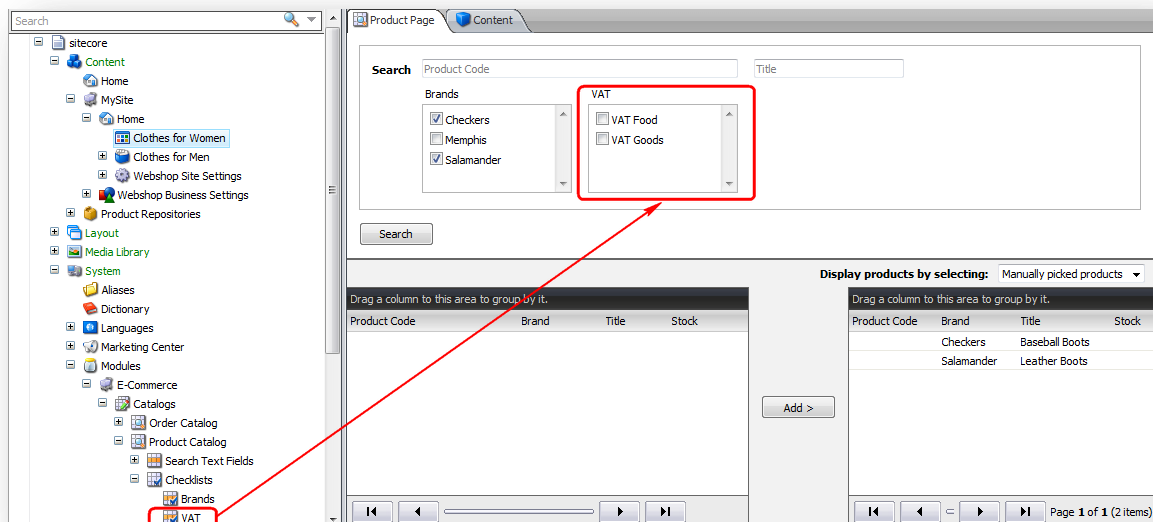 Search
sitecore
Content
Home
MySite
Home
Clothes for Women
Clothes for Men
Webshop Site Settings
Webshop Business Settings
Product Repositories
Layout
Media Library
System
Aliases
Dictionary
Languages
Marketing Center
Modules
E-Commerce
Catalogs
Order Catalog
Product Catalog
Search Text Fields
Checklists
Brands
VAT
Product Page Content
Search Product Code Title
Brands VAT
Checkers VAT Food
Memphis VAT Goods
Salamander
Search
Display products by selecting: Manually picked products
Drag a column to this area to group by it.
Product Code Brand Title Stock
Add >
Drag a column to this area to group by it.
Product Code Brand Title Stock
Checkers Baseball Boots
Salamander Leather Boots
Page 1 of 1 (2 items)